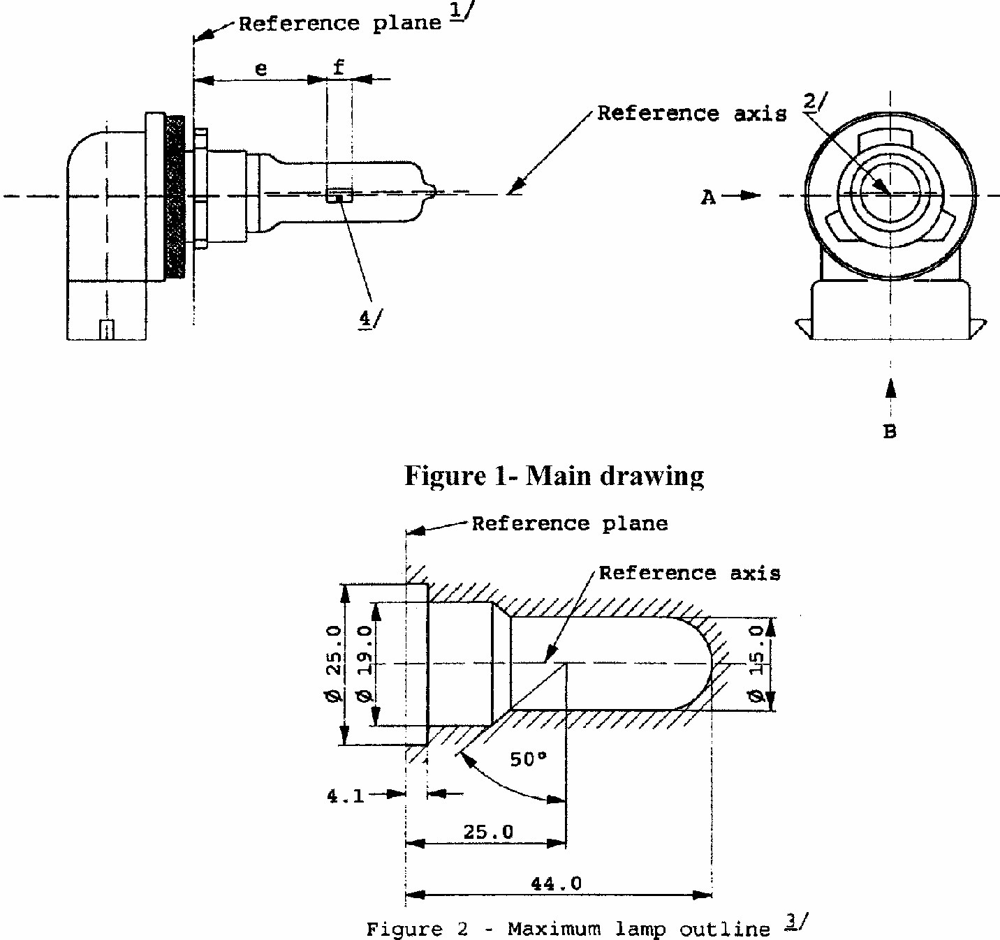 Reference plane 1/
e f
Reference axis 2/
A
4/
B
Figure 1- Main drawing
Reference plane
Reference axis
Ø 25.0
Ø 19.0
Ø 15.0
50°
4.1
25.0
44.0
Figure 2 - Maximum lamp outline 3/